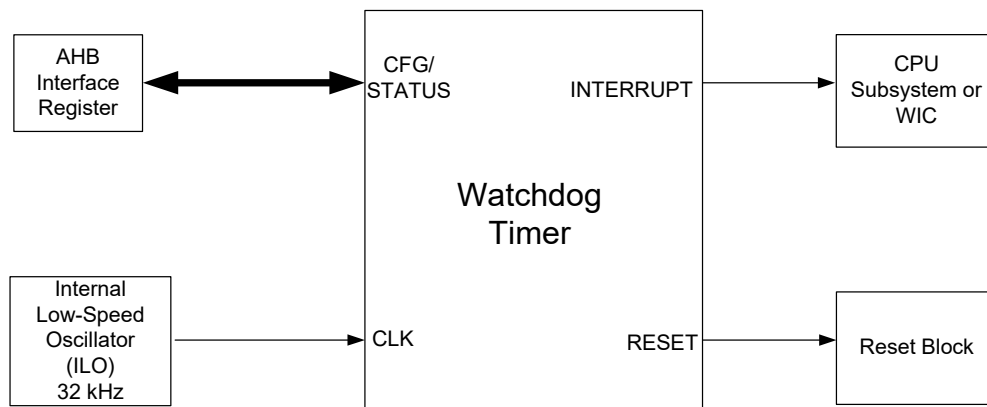 AHB
Interface
Register
CFG/
STATUS
INTERRUPT
CPU
Subsystem or
WIC
Watchdog
Timer
Internal
Low-Speed
Oscillator
(ILO)
32 kHz
CLK
RESET
Reset Block